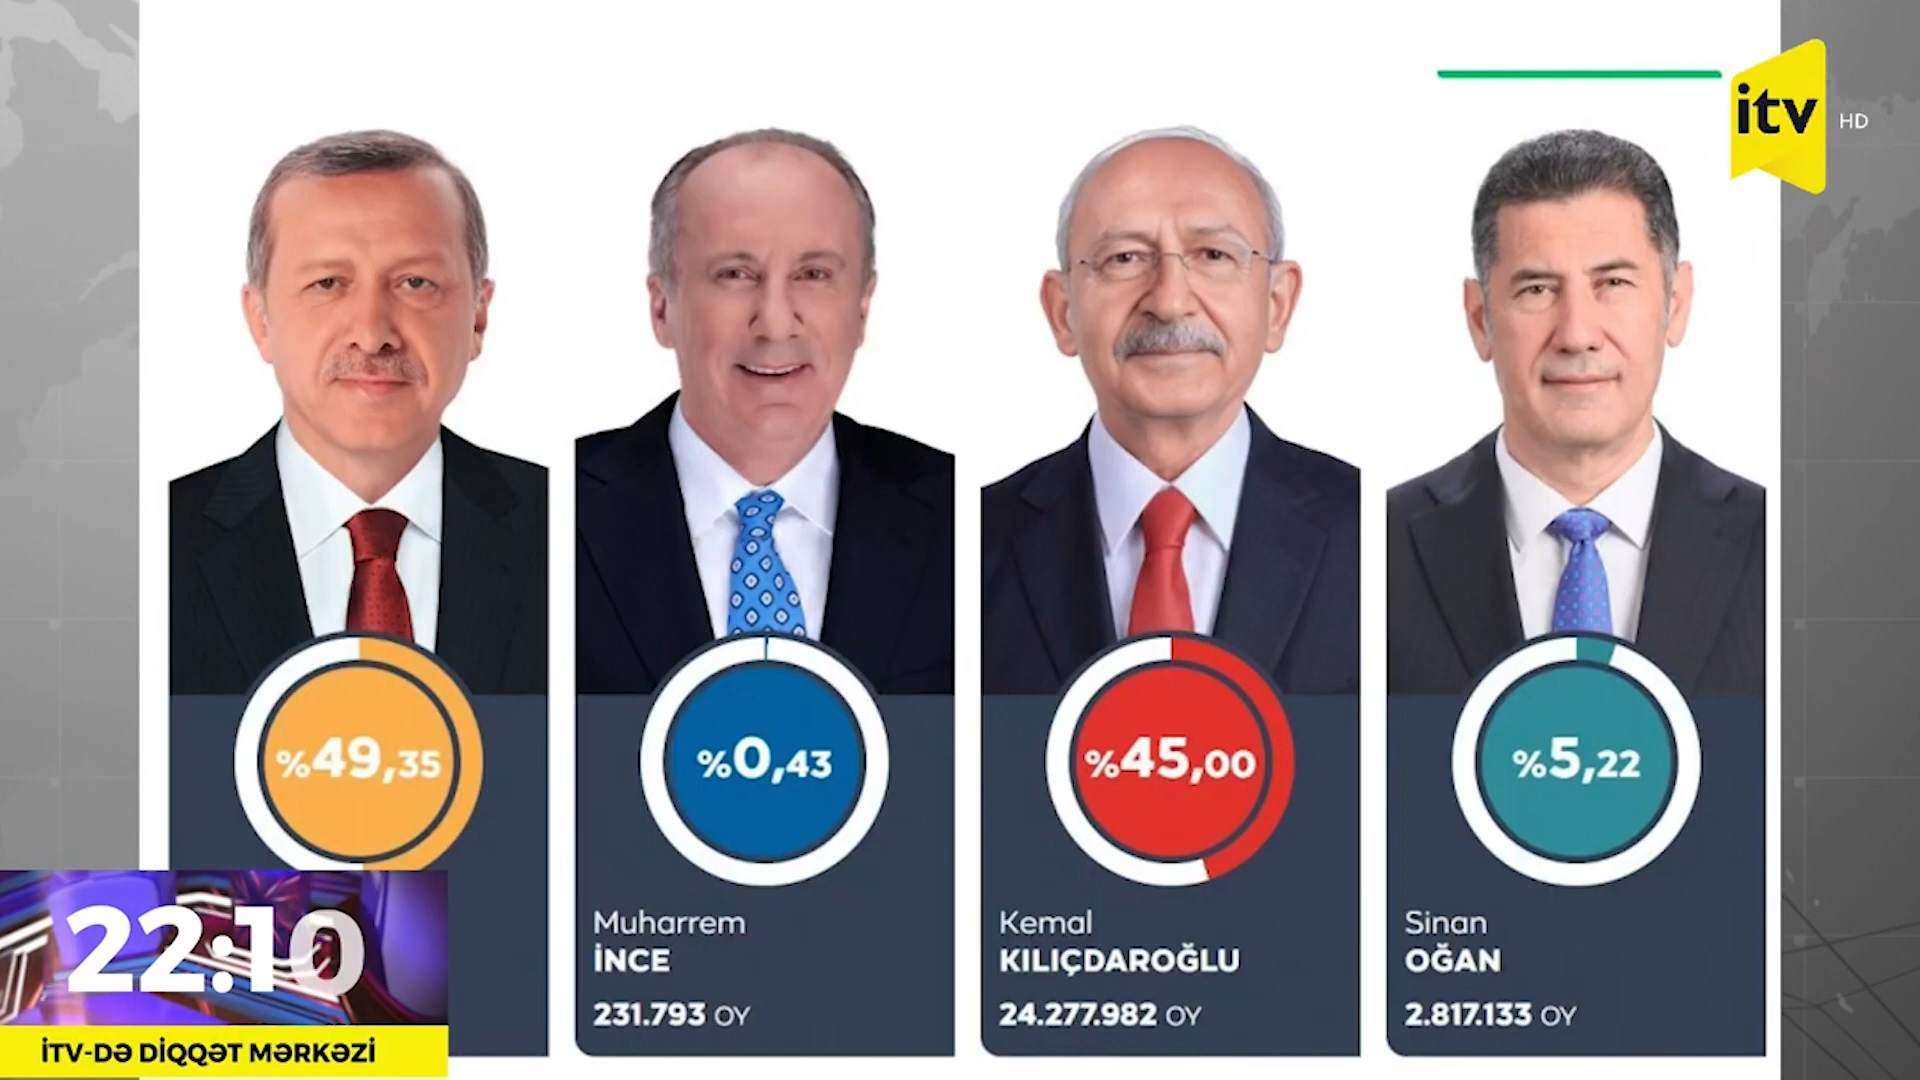 itv HD
%49,35
%0,43
%45,00
%5,22
Muharrem
İNCE
231.793 OY
Kemal
KILIÇDAROĞLU
24.277.982 OY
Sinan
OĞAN
2.817.133 OY
22:10
İTV-DƏ DİQQƏT MƏRKƏZİ